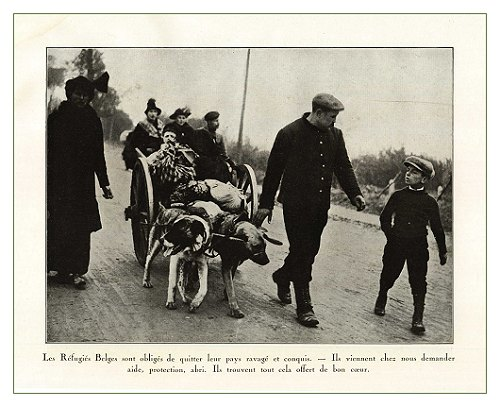 Les Réfugiés Belges sont obligés de quitter leur pays ravagé et conquis. — Ils viennent chez nous demander
aide, protection, abri. Ils trouvent tout cela offert de bon cœur.